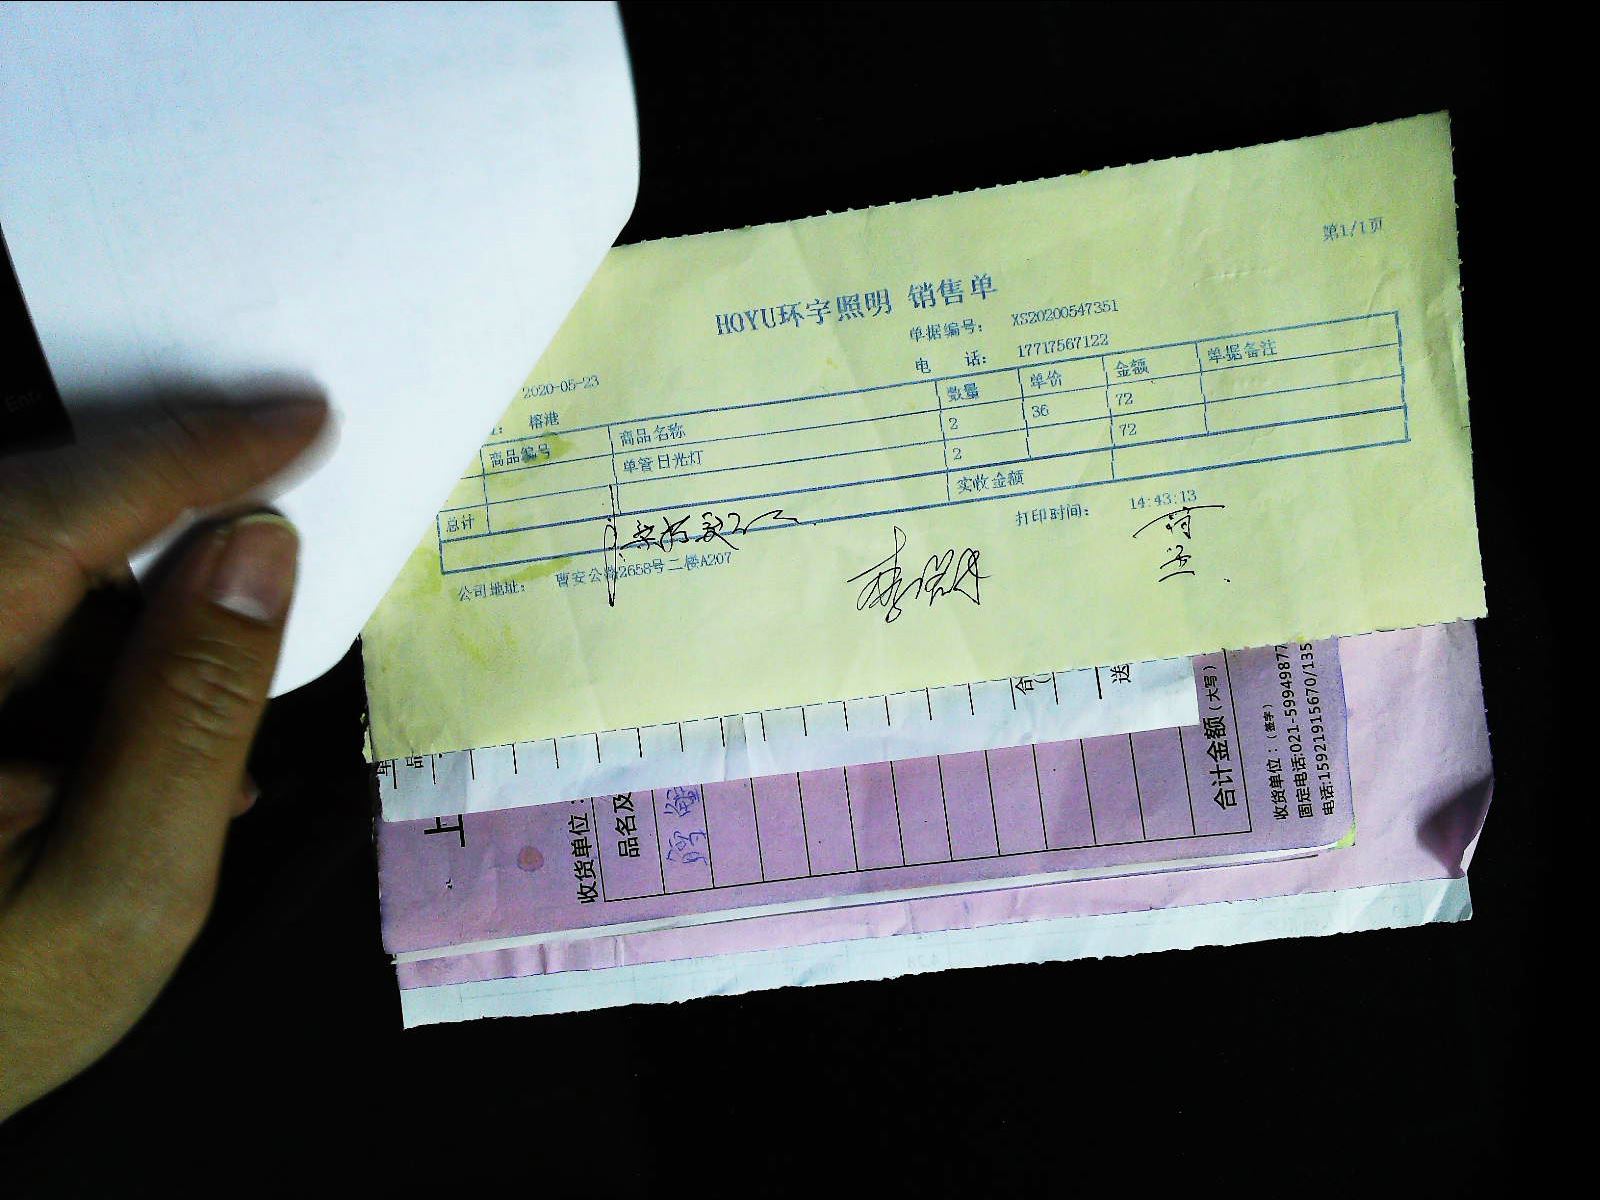 第1/1页
HOYU环宇照明 销售单
单据编号： XS20200547351
2020-05-23 电 话： 17717567122
： 榕港
商品编号 商品名称 数量 单价 金额 单据备注
单管日光灯 2 36 72
总计 2 72
实收金额
公司地址： 曹安公路2658号二楼A207 打印时间： 14:43:13
合
送
品
上
收货单位：
品名及
合计金额(大写)
收货单位：(签字)
固定电话:021-5994987
电话:15921915670/135